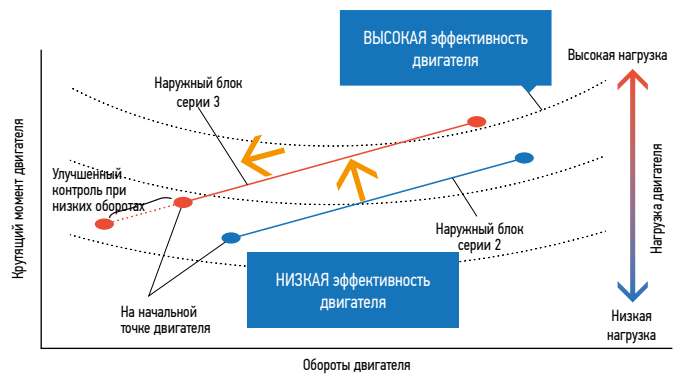 ВЫСОКАЯ эффективность
двигателя
Высокая нагрузка
Наружный блок
серии 3
Улучшенный
контроль при
низких оборотах
Крутящий момент двигателя
Нагрузка двигателя
Наружный блок
серии 2
НИЗКАЯ эффективность
двигателя
На начальной
точке двигателя
Низкая
нагрузка
Обороты двигателя